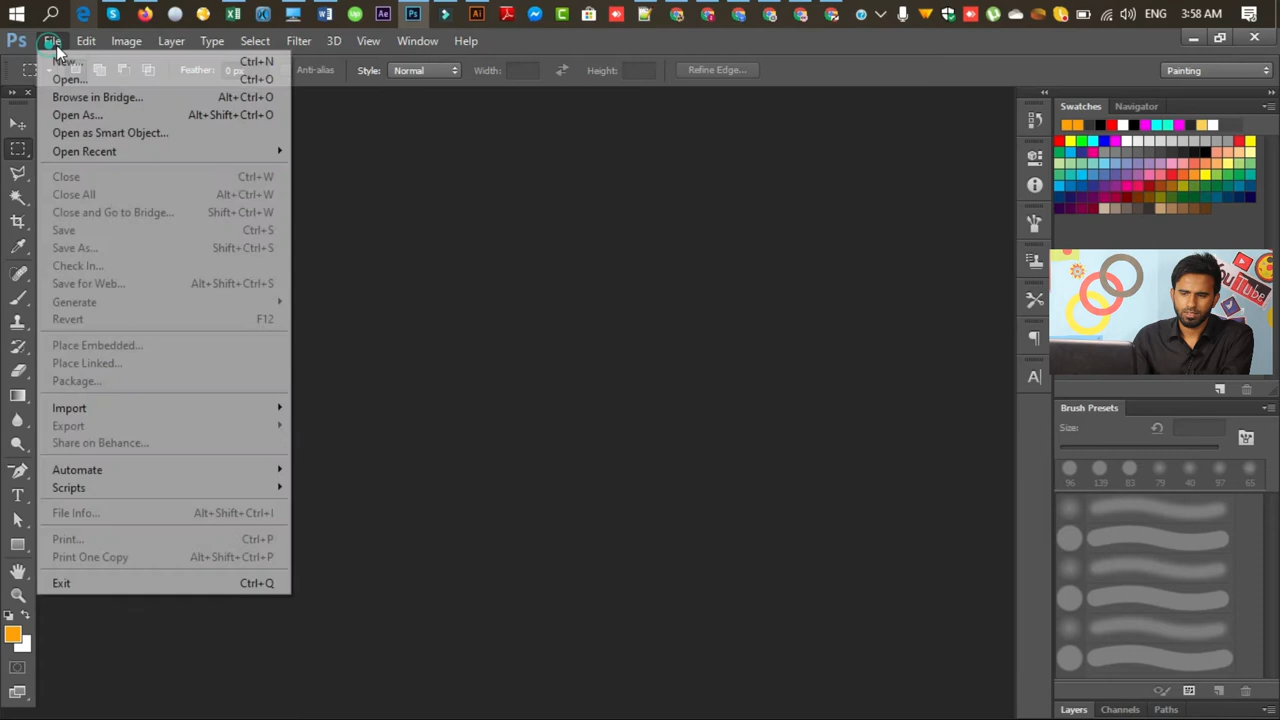 ENG 3:58 AM
Ps File Edit Image Layer Type Select Filter 3D View Window Help
Feather: 0 px Anti-alias Style: Normal Width: Height: Refine Edge... Painting
New... Ctrl+N
Open... Ctrl+O
Browse in Bridge... Alt+Ctrl+O
Open As... Alt+Shift+Ctrl+O
Open as Smart Object...
Open Recent
Close Ctrl+W
Close All Alt+Ctrl+W
Close and Go to Bridge... Shift+Ctrl+W
Save Ctrl+S
Save As... Shift+Ctrl+S
Check In...
Save for Web... Alt+Shift+Ctrl+S
Generate
Revert F12
Place Embedded...
Place Linked...
Package...
Import
Export
Share on Behance...
Automate
Scripts
File Info... Alt+Shift+Ctrl+I
Print... Ctrl+P
Print One Copy Alt+Shift+Ctrl+P
Exit Ctrl+Q
Swatches Navigator
YouTube
Brush Presets
Size:
96 139 83 79 40 97 65
Layers Channels Paths